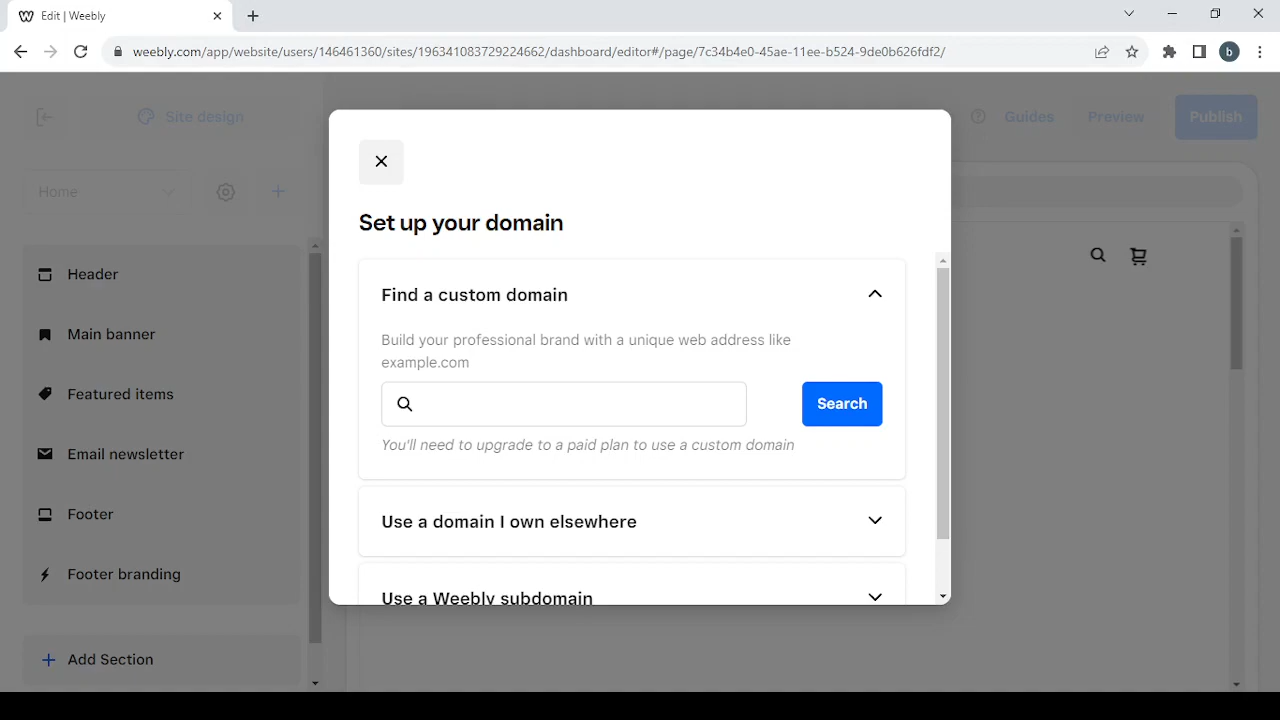 Edit | Weebly
weebly.com/app/website/users/146461360/sites/196341083729224662/dashboard/editor#/page/7c34b4e0-45ae-11ee-b524-9de0b626fdf2/
b
Site design
Guides
Preview
Publish
Home
Header
Main banner
Featured items
Email newsletter
Footer
Footer branding
Add Section
Set up your domain
Find a custom domain
Build your professional brand with a unique web address like
example.com
Search
You'll need to upgrade to a paid plan to use a custom domain
Use a domain I own elsewhere
Use a Weebly subdomain